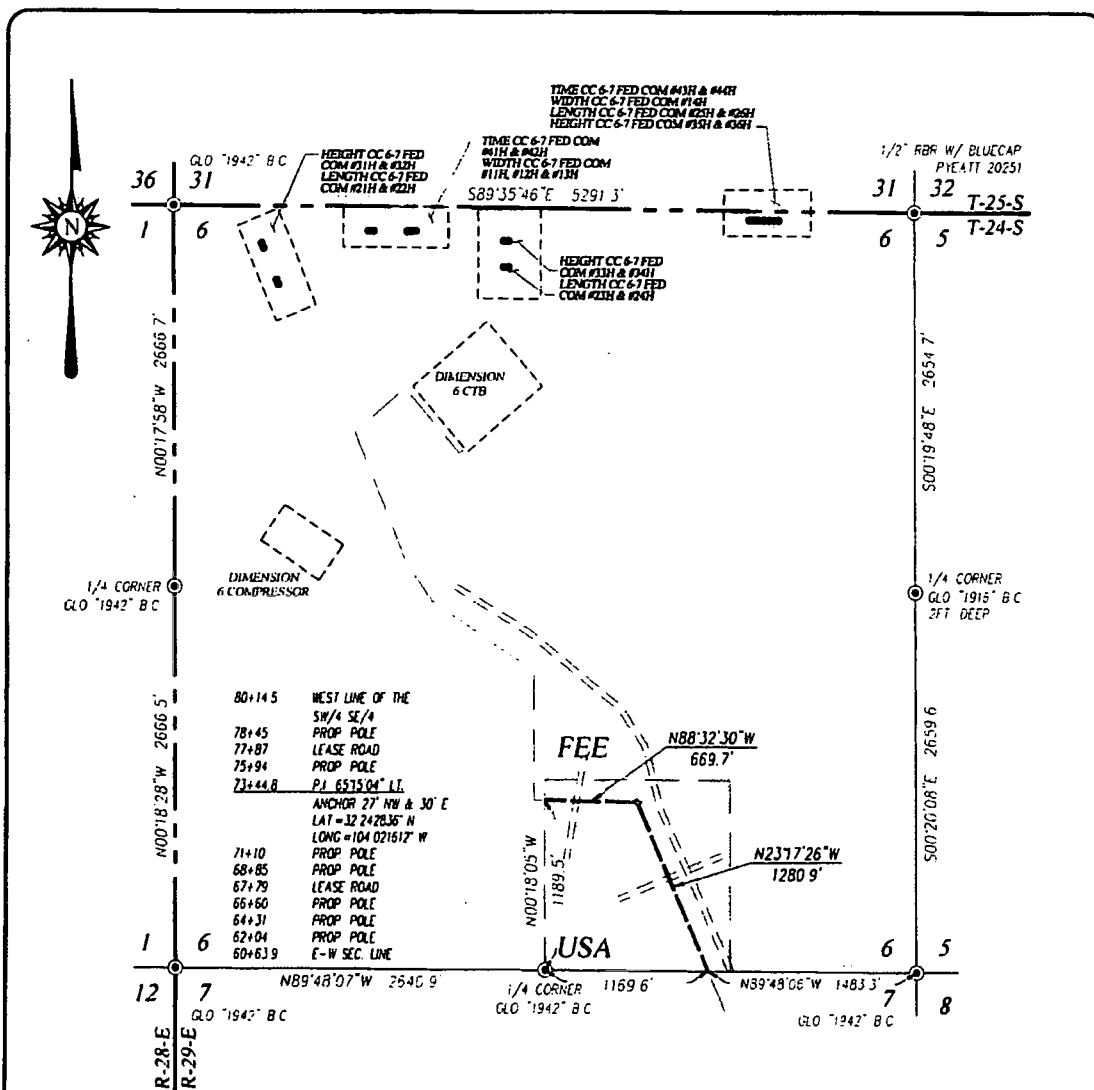 TIME CC 6-7 FED COM #43H & #44H
WIDTH CC 6-7 FED COM #14H
LENGTH CC 6-7 FED COM #25H & #26H
HEIGHT CC 6-7 FED COM #35H & #36H
TIME CC 6-7 FED COM
#41H & #42H
WIDTH CC 6-7 FED COM
#11H, #12H & #13H
HEIGHT CC 6-7 FED
COM #31H & #32H
LENGTH CC 6-7 FED
COM #21H & #22H
GLO "1942" B C
1/2" RBR W/ BLUECAP
PYEATT 20251
36 31
S89°35'46"E 5291 3'
31 32
T-25-S
1 6
6 5
T-24-S
N
HEIGHT CC 6-7 FED
COM #33H & #34H
LENGTH CC 6-7 FED
COM #23H & #24H
N00°17'58"W 2666 7'
S00°19'48"E 2654 7'
DIMENSION
6 CTB
DIMENSION
6 COMPRESSOR
1/4 CORNER
GLO "1942" B C
1/4 CORNER
GLO "1916" B C
2FT DEEP
N00°18'28"W 2666 5'
S00°20'08"E 2659 6
80+14 5 WEST LINE OF THE
SW/4 SE/4
78+45 PROP POLE
77+87 LEASE ROAD
75+94 PROP POLE
73+44.8 P.I 65°15'04" LT.
ANCHOR 27' NW & 30' E
LAT = 32 242836° N
LONG = 104 021612° W
71+10 PROP POLE
68+85 PROP POLE
67+79 LEASE ROAD
66+60 PROP POLE
64+31 PROP POLE
62+04 PROP POLE
60+63 9 E-W SEC. LINE
FEE
N88°32'30"W
669.7'
N23°17'26"W
1280 9'
N00°18'05"W
1189.5'
USA
1 6
6 5
12 7
7 8
N89°48'07"W 2640 9'
1/4 CORNER
GLO "1942" B C
1169 6'
N89°48'06"W 1483 3'
GLO "1942" B C
GLO "1942" B C
R-28-E
R-29-E